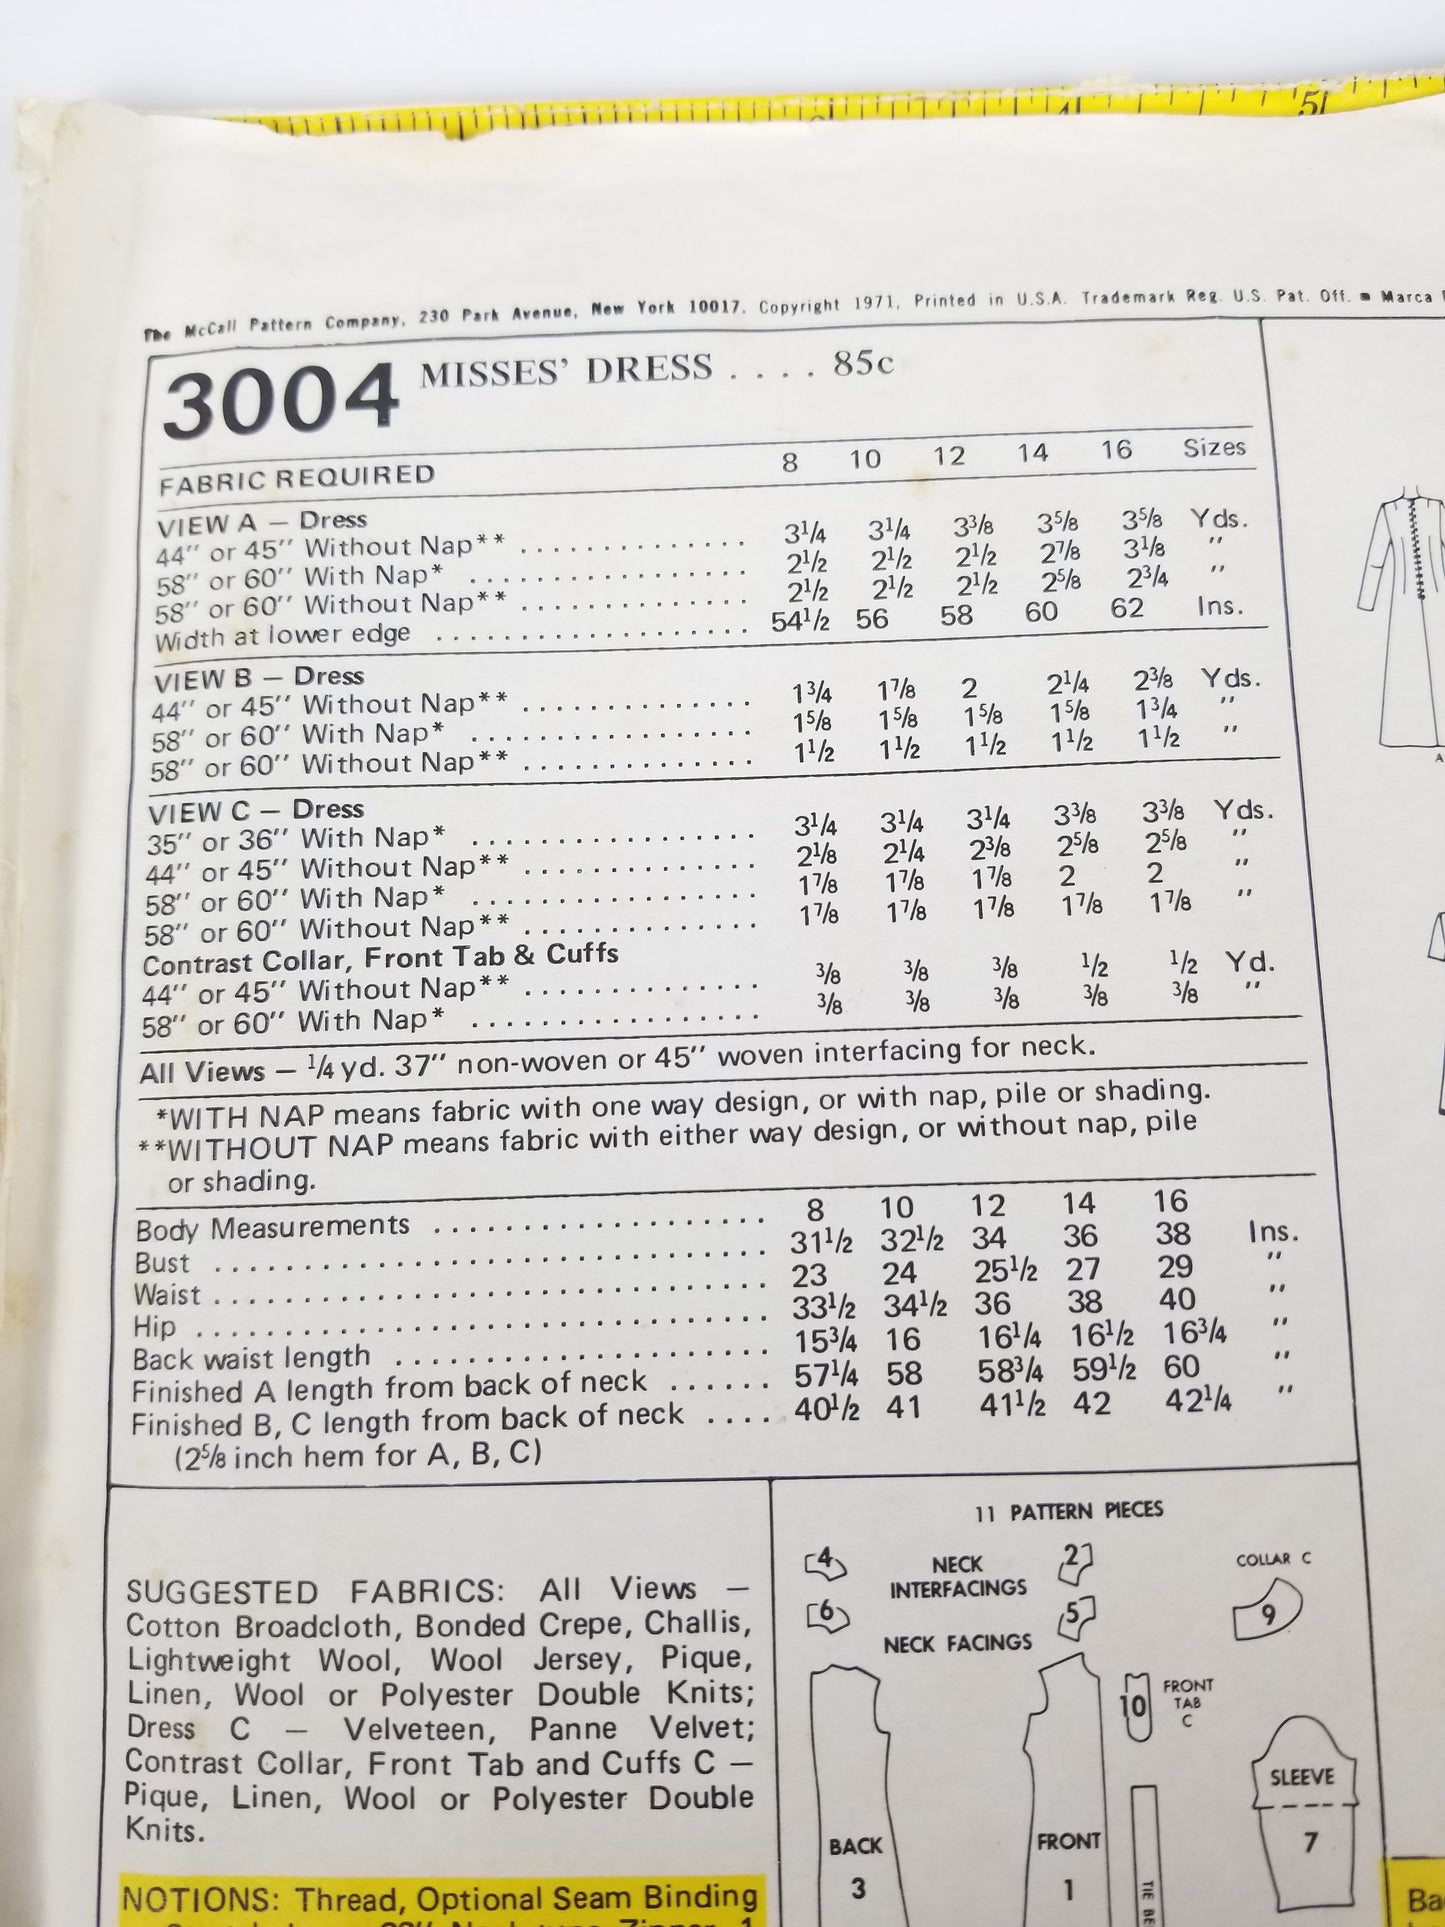 5
The McCall Pattern Company, 230 Park Avenue, New York 10017. Copyright 1971, Printed in U.S.A. Trademark Reg. U.S. Pat. Off. ■ Marca
3004 MISSES' DRESS . . . . 85c
FABRIC REQUIRED 8 10 12 14 16 Sizes
VIEW A — Dress
44" or 45" Without Nap** . . . . . . . . . . . . . . 3¼ 3¼ 3⅜ 3⅝ 3⅝ Yds.
58" or 60" With Nap* . . . . . . . . . . . . . . . . . 2½ 2½ 2½ 2⅞ 3⅛ "
58" or 60" Without Nap** . . . . . . . . . . . . . . 2½ 2½ 2½ 2⅝ 2¾ "
Width at lower edge . . . . . . . . . . . . . . . . . . . 54½ 56 58 60 62 Ins.
VIEW B — Dress
44" or 45" Without Nap** . . . . . . . . . . . . . . 1¾ 1⅞ 2 2¼ 2⅜ Yds.
58" or 60" With Nap* . . . . . . . . . . . . . . . . . 1⅝ 1⅝ 1⅝ 1⅝ 1¾ "
58" or 60" Without Nap** . . . . . . . . . . . . . . 1½ 1½ 1½ 1½ 1½ "
VIEW C — Dress
35" or 36" With Nap* . . . . . . . . . . . . . . . . . 3¼ 3¼ 3¼ 3⅜ 3⅜ Yds.
44" or 45" Without Nap** . . . . . . . . . . . . . . 2⅛ 2¼ 2⅜ 2⅝ 2⅝ "
58" or 60" With Nap* . . . . . . . . . . . . . . . . . 1⅞ 1⅞ 1⅞ 2 2 "
58" or 60" Without Nap** . . . . . . . . . . . . . . 1⅞ 1⅞ 1⅞ 1⅞ 1⅞ "
Contrast Collar, Front Tab & Cuffs
44" or 45" Without Nap** . . . . . . . . . . . . . . ⅜ ⅜ ⅜ ½ ½ Yd.
58" or 60" With Nap* . . . . . . . . . . . . . . . . . ⅜ ⅜ ⅜ ⅜ ⅜ "
All Views — ¼ yd. 37" non-woven or 45" woven interfacing for neck.
*WITH NAP means fabric with one way design, or with nap, pile or shading.
**WITHOUT NAP means fabric with either way design, or without nap, pile
or shading.
Body Measurements . . . . . . . . . . . . . . . . . . . 8 10 12 14 16
Bust . . . . . . . . . . . . . . . . . . . . . . . . . . . . . . . 31½ 32½ 34 36 38 Ins.
Waist . . . . . . . . . . . . . . . . . . . . . . . . . . . . . . . 23 24 25½ 27 29 "
Hip . . . . . . . . . . . . . . . . . . . . . . . . . . . . . . . . 33½ 34½ 36 38 40 "
Back waist length . . . . . . . . . . . . . . . . . . . . . 15¾ 16 16¼ 16½ 16¾ "
Finished A length from back of neck . . . . . . 57¼ 58 58¾ 59½ 60 "
Finished B, C length from back of neck . . . . 40½ 41 41½ 42 42¼ "
(2⅝ inch hem for A, B, C)
SUGGESTED FABRICS: All Views —
Cotton Broadcloth, Bonded Crepe, Challis,
Lightweight Wool, Wool Jersey, Pique,
Linen, Wool or Polyester Double Knits;
Dress C — Velveteen, Panne Velvet;
Contrast Collar, Front Tab and Cuffs C —
Pique, Linen, Wool or Polyester Double
Knits.
NOTIONS: Thread, Optional Seam Binding
11 PATTERN PIECES
4 NECK INTERFACINGS 2
6 NECK FACINGS 5
COLLAR C
9
10 FRONT
TAB
C
SLEEVE
7
BACK
3
FRONT
1
TIE BE
A
Ba